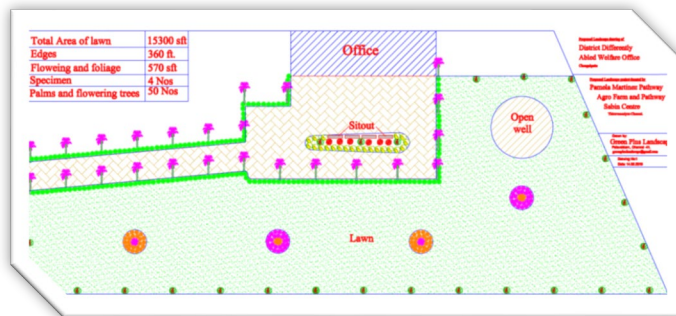 Total Area of lawn 15300 sft
Edges 360 ft.
Floweing and foliage 570 sft
Specimen 4 Nos
Palms and flowering trees 50 Nos
Office
Sitout
Open
well
Lawn
District Differently
Abled Welfre Office
Pamela Martines Pathway
Agro Farm and Pathway
Sabin Centre
Green Plus Landscap